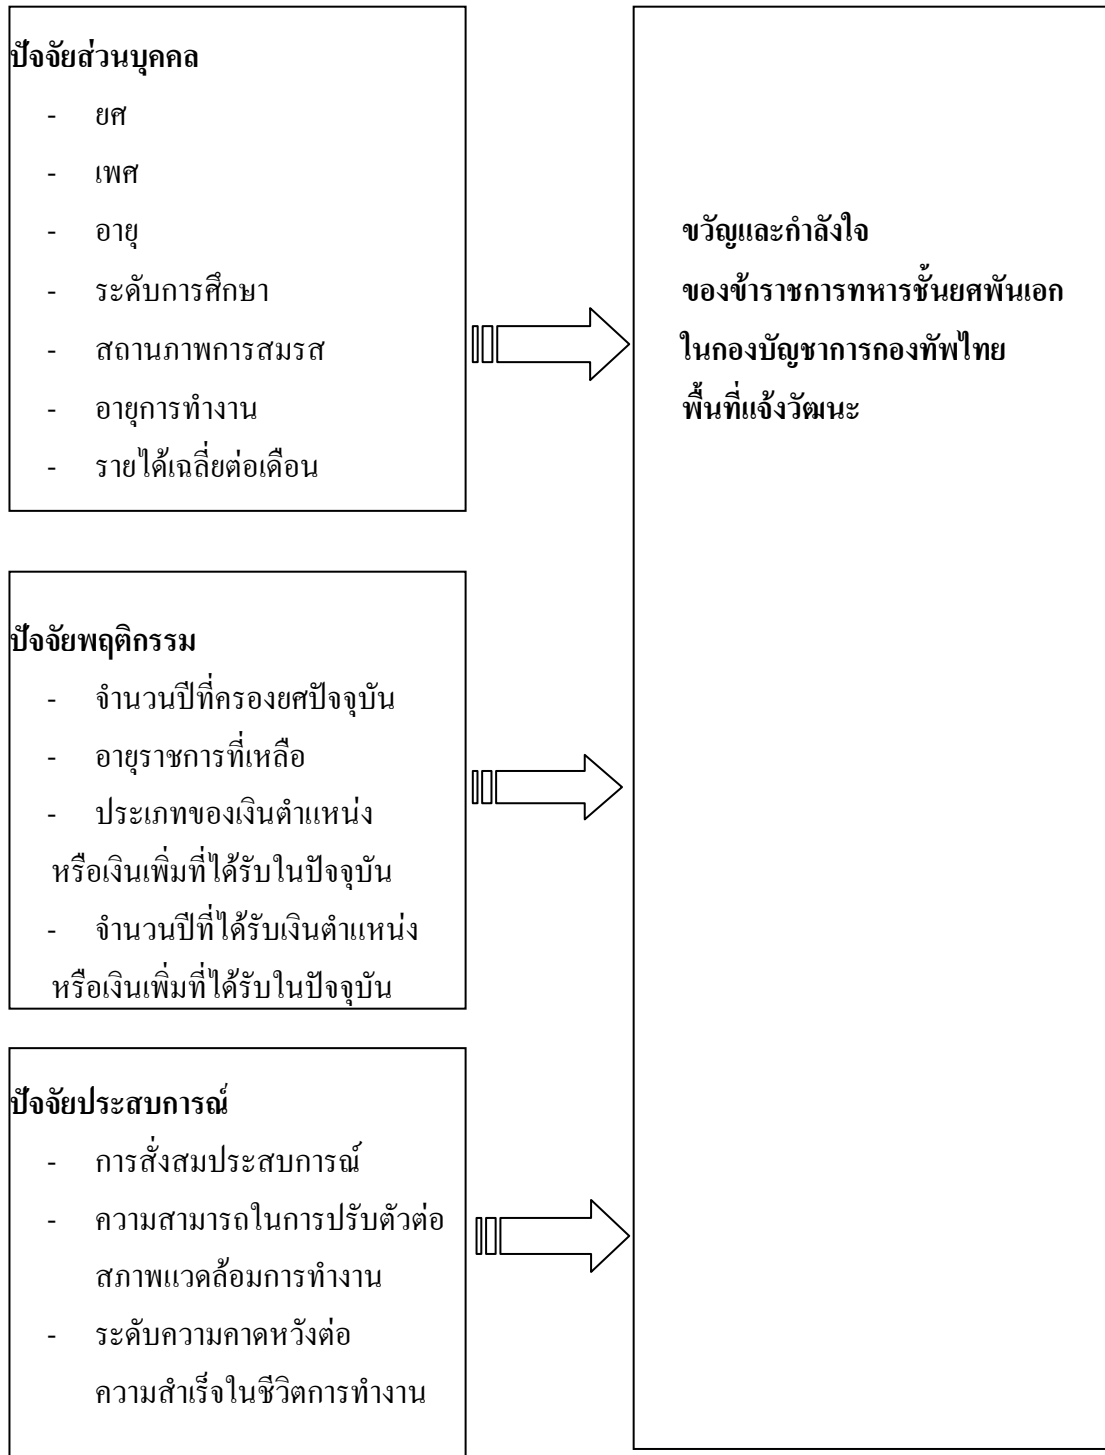 ปัจจัยส่วนบุคคล
- ยศ
- เพศ
- อายุ
- ระดับการศึกษา
- สถานภาพการสมรส
- อายุการทำงาน
- รายได้เฉลี่ยต่อเดือน
ปัจจัยพฤติกรรม
- จำนวนปีที่ครองยศปัจจุบัน
- อายุราชการที่เหลือ
- ประเภทของเงินตำแหน่ง
หรือเงินเพิ่มที่ได้รับในปัจจุบัน
- จำนวนปีที่ได้รับเงินตำแหน่ง
หรือเงินเพิ่มที่ได้รับในปัจจุบัน
ปัจจัยประสบการณ์
- การสั่งสมประสบการณ์
- ความสามารถในการปรับตัวต่อ
สภาพแวดล้อมการทำงาน
- ระดับความคาดหวังต่อ
ความสำเร็จในชีวิตการทำงาน
ขวัญและกำลังใจ
ของข้าราชการทหารชั้นยศพันเอก
ในกองบัญชาการกองทัพไทย
พื้นที่แจ้งวัฒนะ